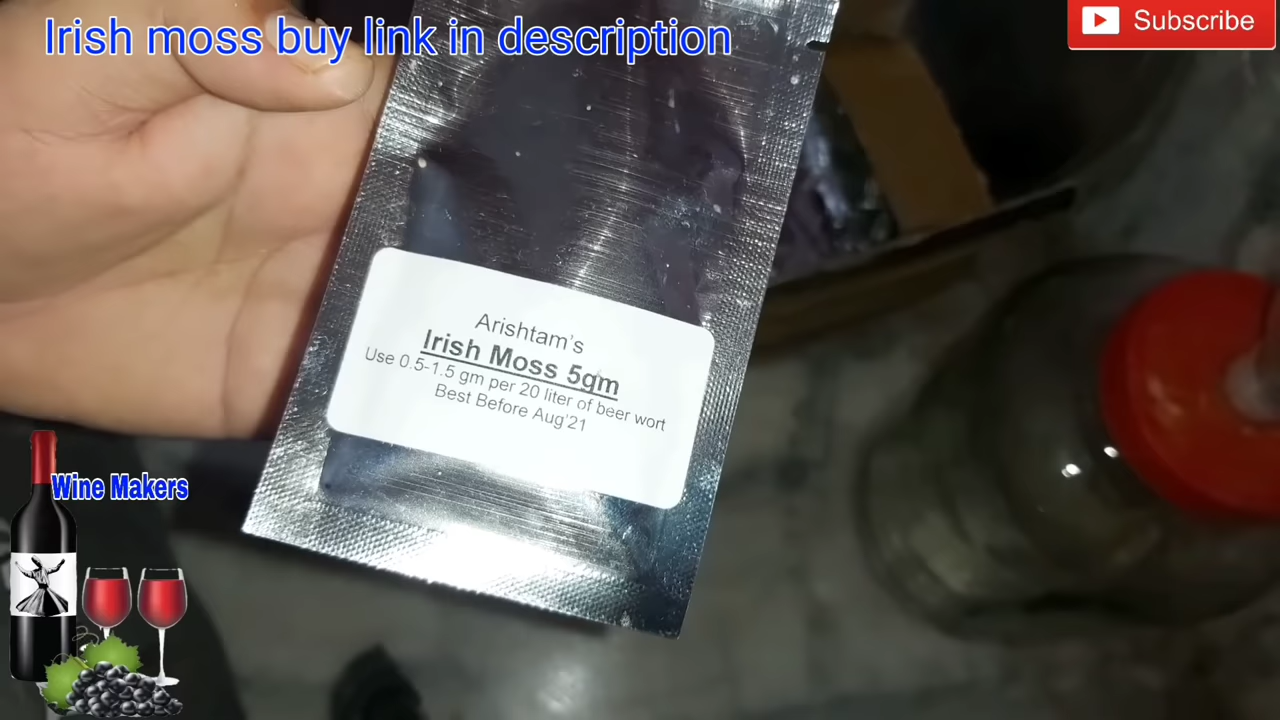 Irish moss buy link in description
Subscribe
Arishtam's
Irish Moss 5gm
Use 0.5-1.5 gm per 20 liter of beer wort
Best Before Aug'21
Wine Makers